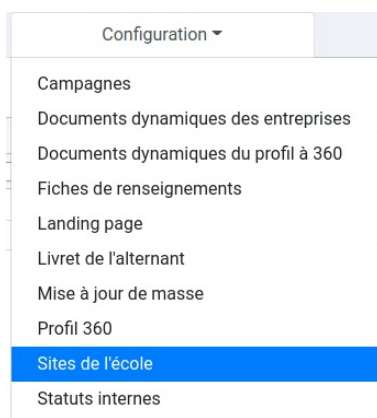 Configuration
Campagnes
Documents dynamiques des entreprises
Documents dynamiques du profil à 360
Fiches de renseignements
Landing page
Livret de l'alternant
Mise à jour de masse
Profil 360
Sites de l'école
Statuts internes